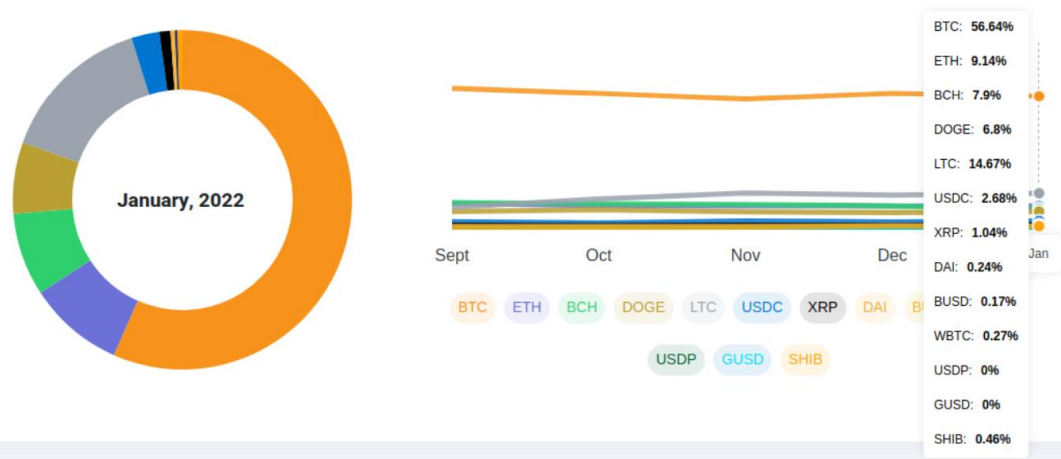 January, 2022
Sept Oct Nov Dec Jan
BTC ETH BCH DOGE LTC USDC XRP DAI
USDP GUSD SHIB
BTC: 56.64%
ETH: 9.14%
BCH: 7.9%
DOGE: 6.8%
LTC: 14.67%
USDC: 2.68%
XRP: 1.04%
DAI: 0.24%
BUSD: 0.17%
WBTC: 0.27%
USDP: 0%
GUSD: 0%
SHIB: 0.46%